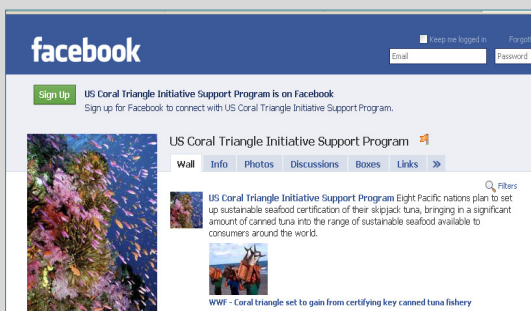 facebook
Keep me logged in Forgot
Email
Password
Sign Up
US Coral Triangle Initiative Support Program is on Facebook
Sign up for Facebook to connect with US Coral Triangle Initiative Support Program.
US Coral Triangle Initiative Support Program
Wall Info Photos Discussions Boxes Links »
Filters
US Coral Triangle Initiative Support Program Eight Pacific nations plan to set
up sustainable seafood certification of their skipjack tuna, bringing in a significant
amount of canned tuna into the range of sustainable seafood available to
consumers around the world.
WWF - Coral triangle set to gain from certifying key canned tuna fishery